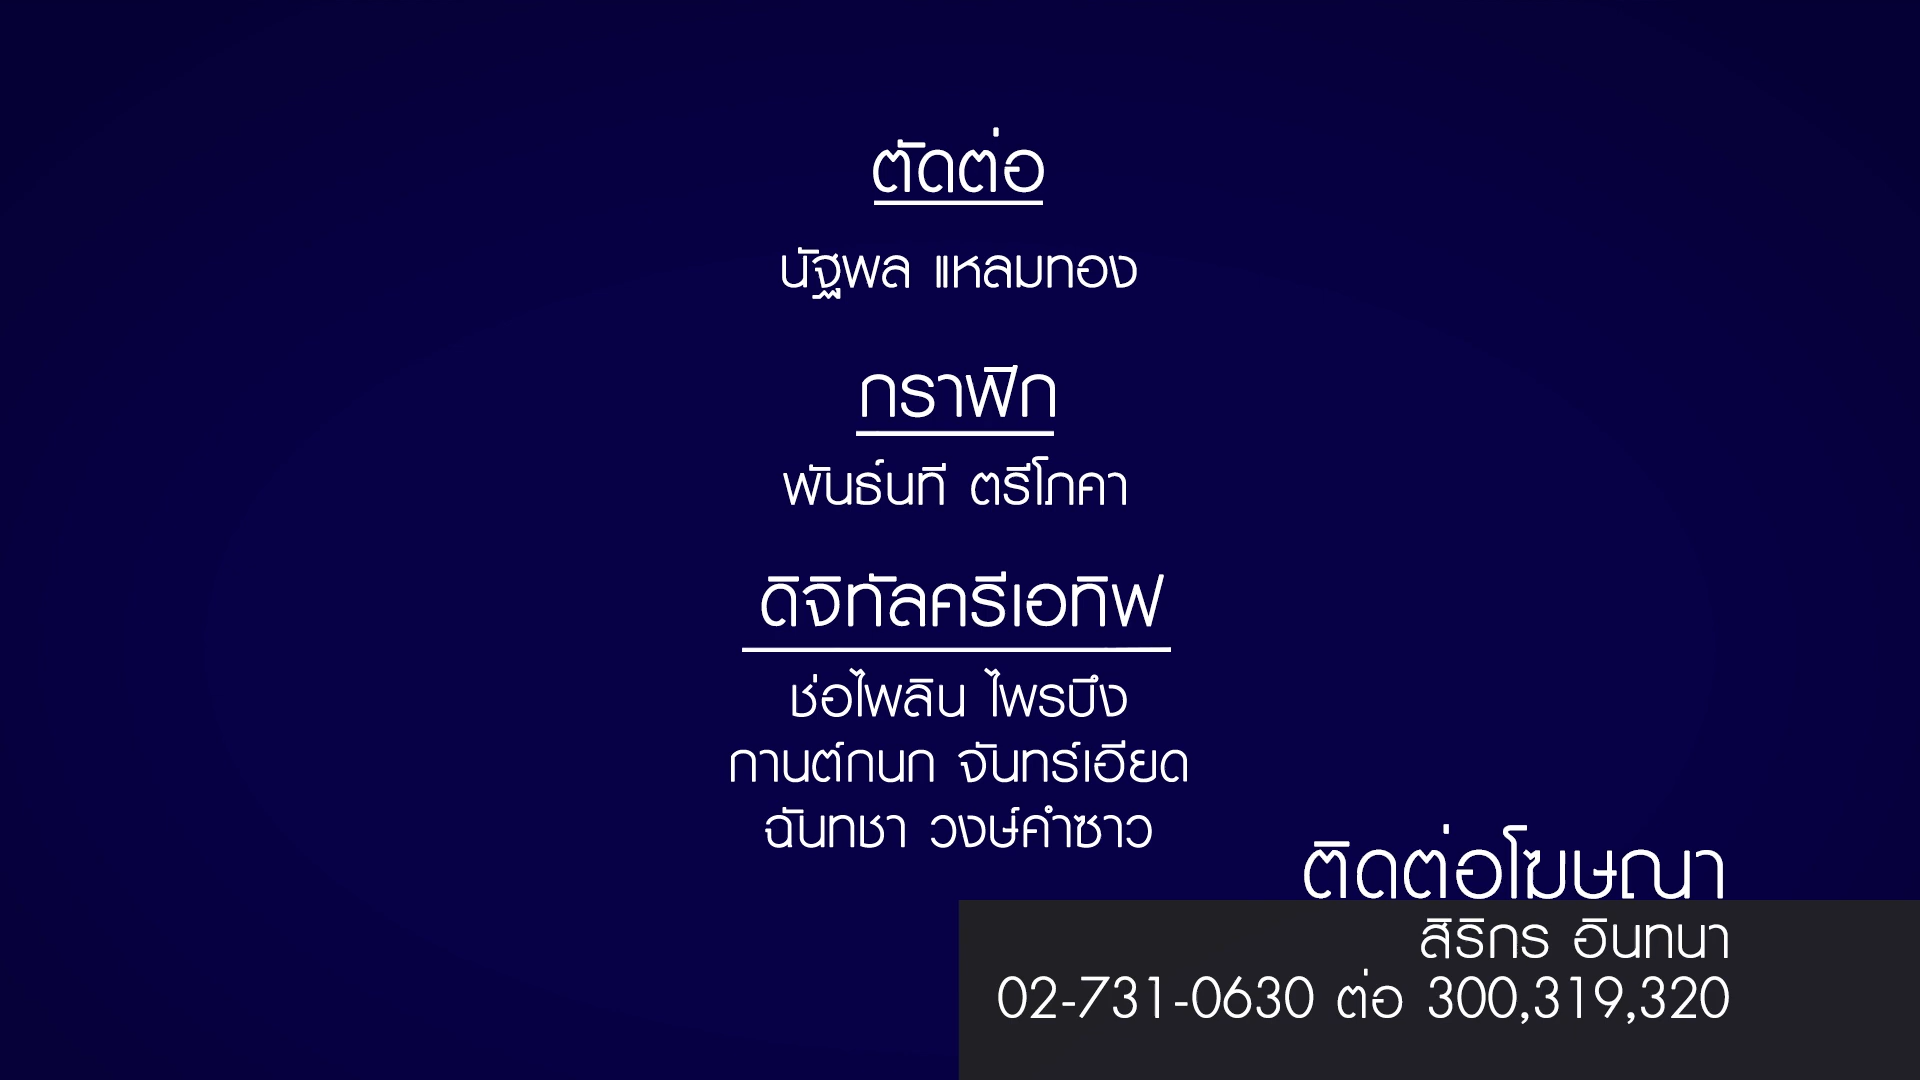 ตัดต่อ
นัฐพล แหลมทอง
กราฟิก
พันธ์นที ตรีโภคา
ดิจิทัลครีเอทิฟ
ช่อไพลิน ไพรบึง
กานต์กนก จันทร์เอียด
ฉันทชา วงษ์คำซาว
ติดต่อโฆษณา
สิริกร อินทนา
02-731-0630 ต่อ 300,319,320